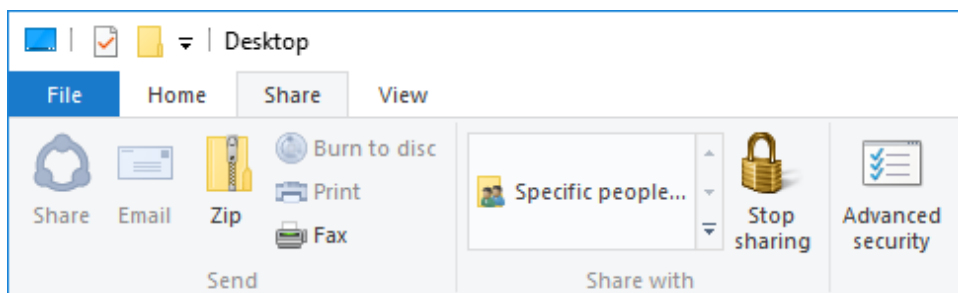 Desktop
File Home Share View
Share Email Zip Burn to disc
Print
Fax
Send
Specific people...
Stop
sharing
Share with
Advanced
security